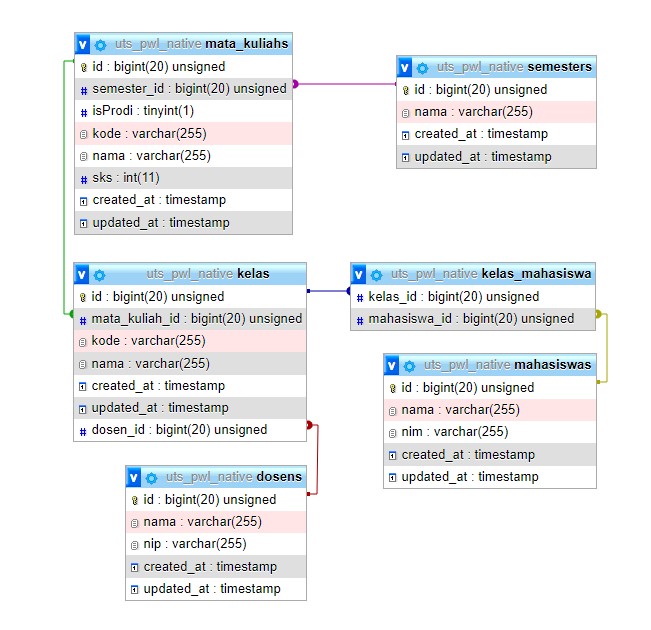 v uts_pwl_native mata_kuliahs
id : bigint(20) unsigned
# semester_id : bigint(20) unsigned
# isProdi : tinyint(1)
kode : varchar(255)
nama : varchar(255)
# sks : int(11)
created_at : timestamp
updated_at : timestamp
v uts_pwl_native semesters
id : bigint(20) unsigned
nama : varchar(255)
created_at : timestamp
updated_at : timestamp
v uts_pwl_native kelas
id : bigint(20) unsigned
# mata_kuliah_id : bigint(20) unsigned
kode : varchar(255)
nama : varchar(255)
created_at : timestamp
updated_at : timestamp
# dosen_id : bigint(20) unsigned
v uts_pwl_native kelas_mahasiswa
# kelas_id : bigint(20) unsigned
# mahasiswa_id : bigint(20) unsigned
v uts_pwl_native mahasiswas
id : bigint(20) unsigned
nama : varchar(255)
nim : varchar(255)
created_at : timestamp
updated_at : timestamp
v uts_pwl_native dosens
id : bigint(20) unsigned
nama : varchar(255)
nip : varchar(255)
created_at : timestamp
updated_at : timestamp